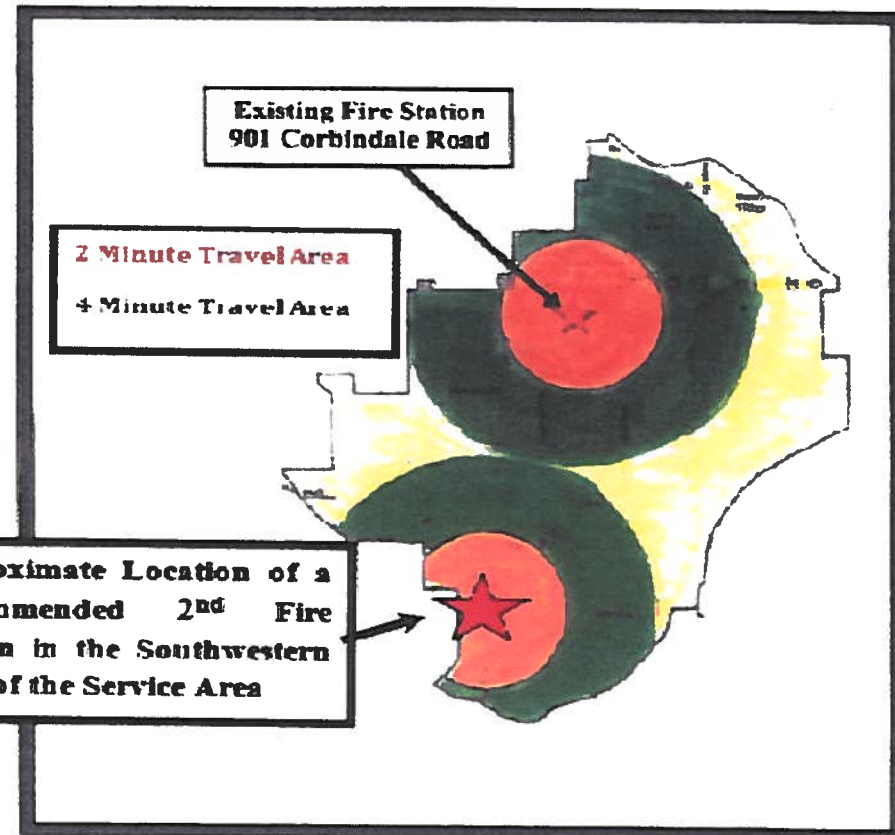 Existing Fire Station
901 Corbindale Road
2 Minute Travel Area
4 Minute Travel Area
oximate Location of a
mmended 2nd Fire
n in the Southwestern
of the Service Area